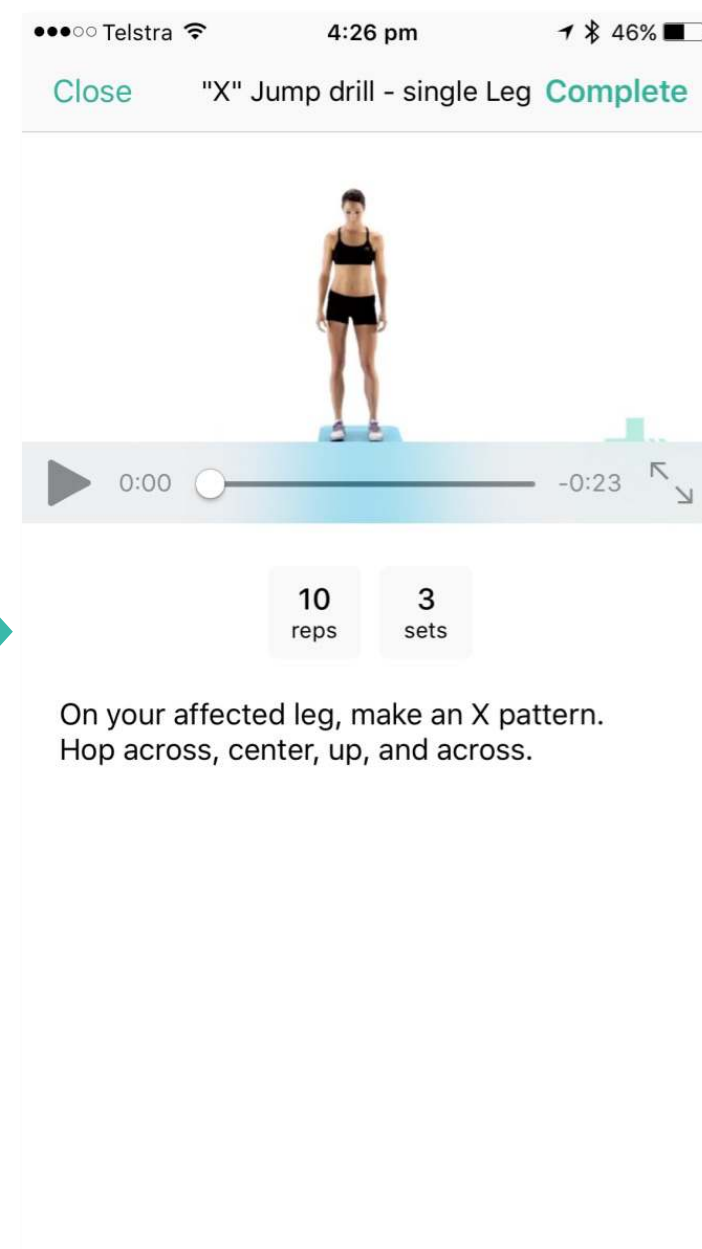 Telstra 4:26 pm 46%
Close "X" Jump drill - single Leg Complete
0:00 -0:23
10 3
reps sets
On your affected leg, make an X pattern.
Hop across, center, up, and across.